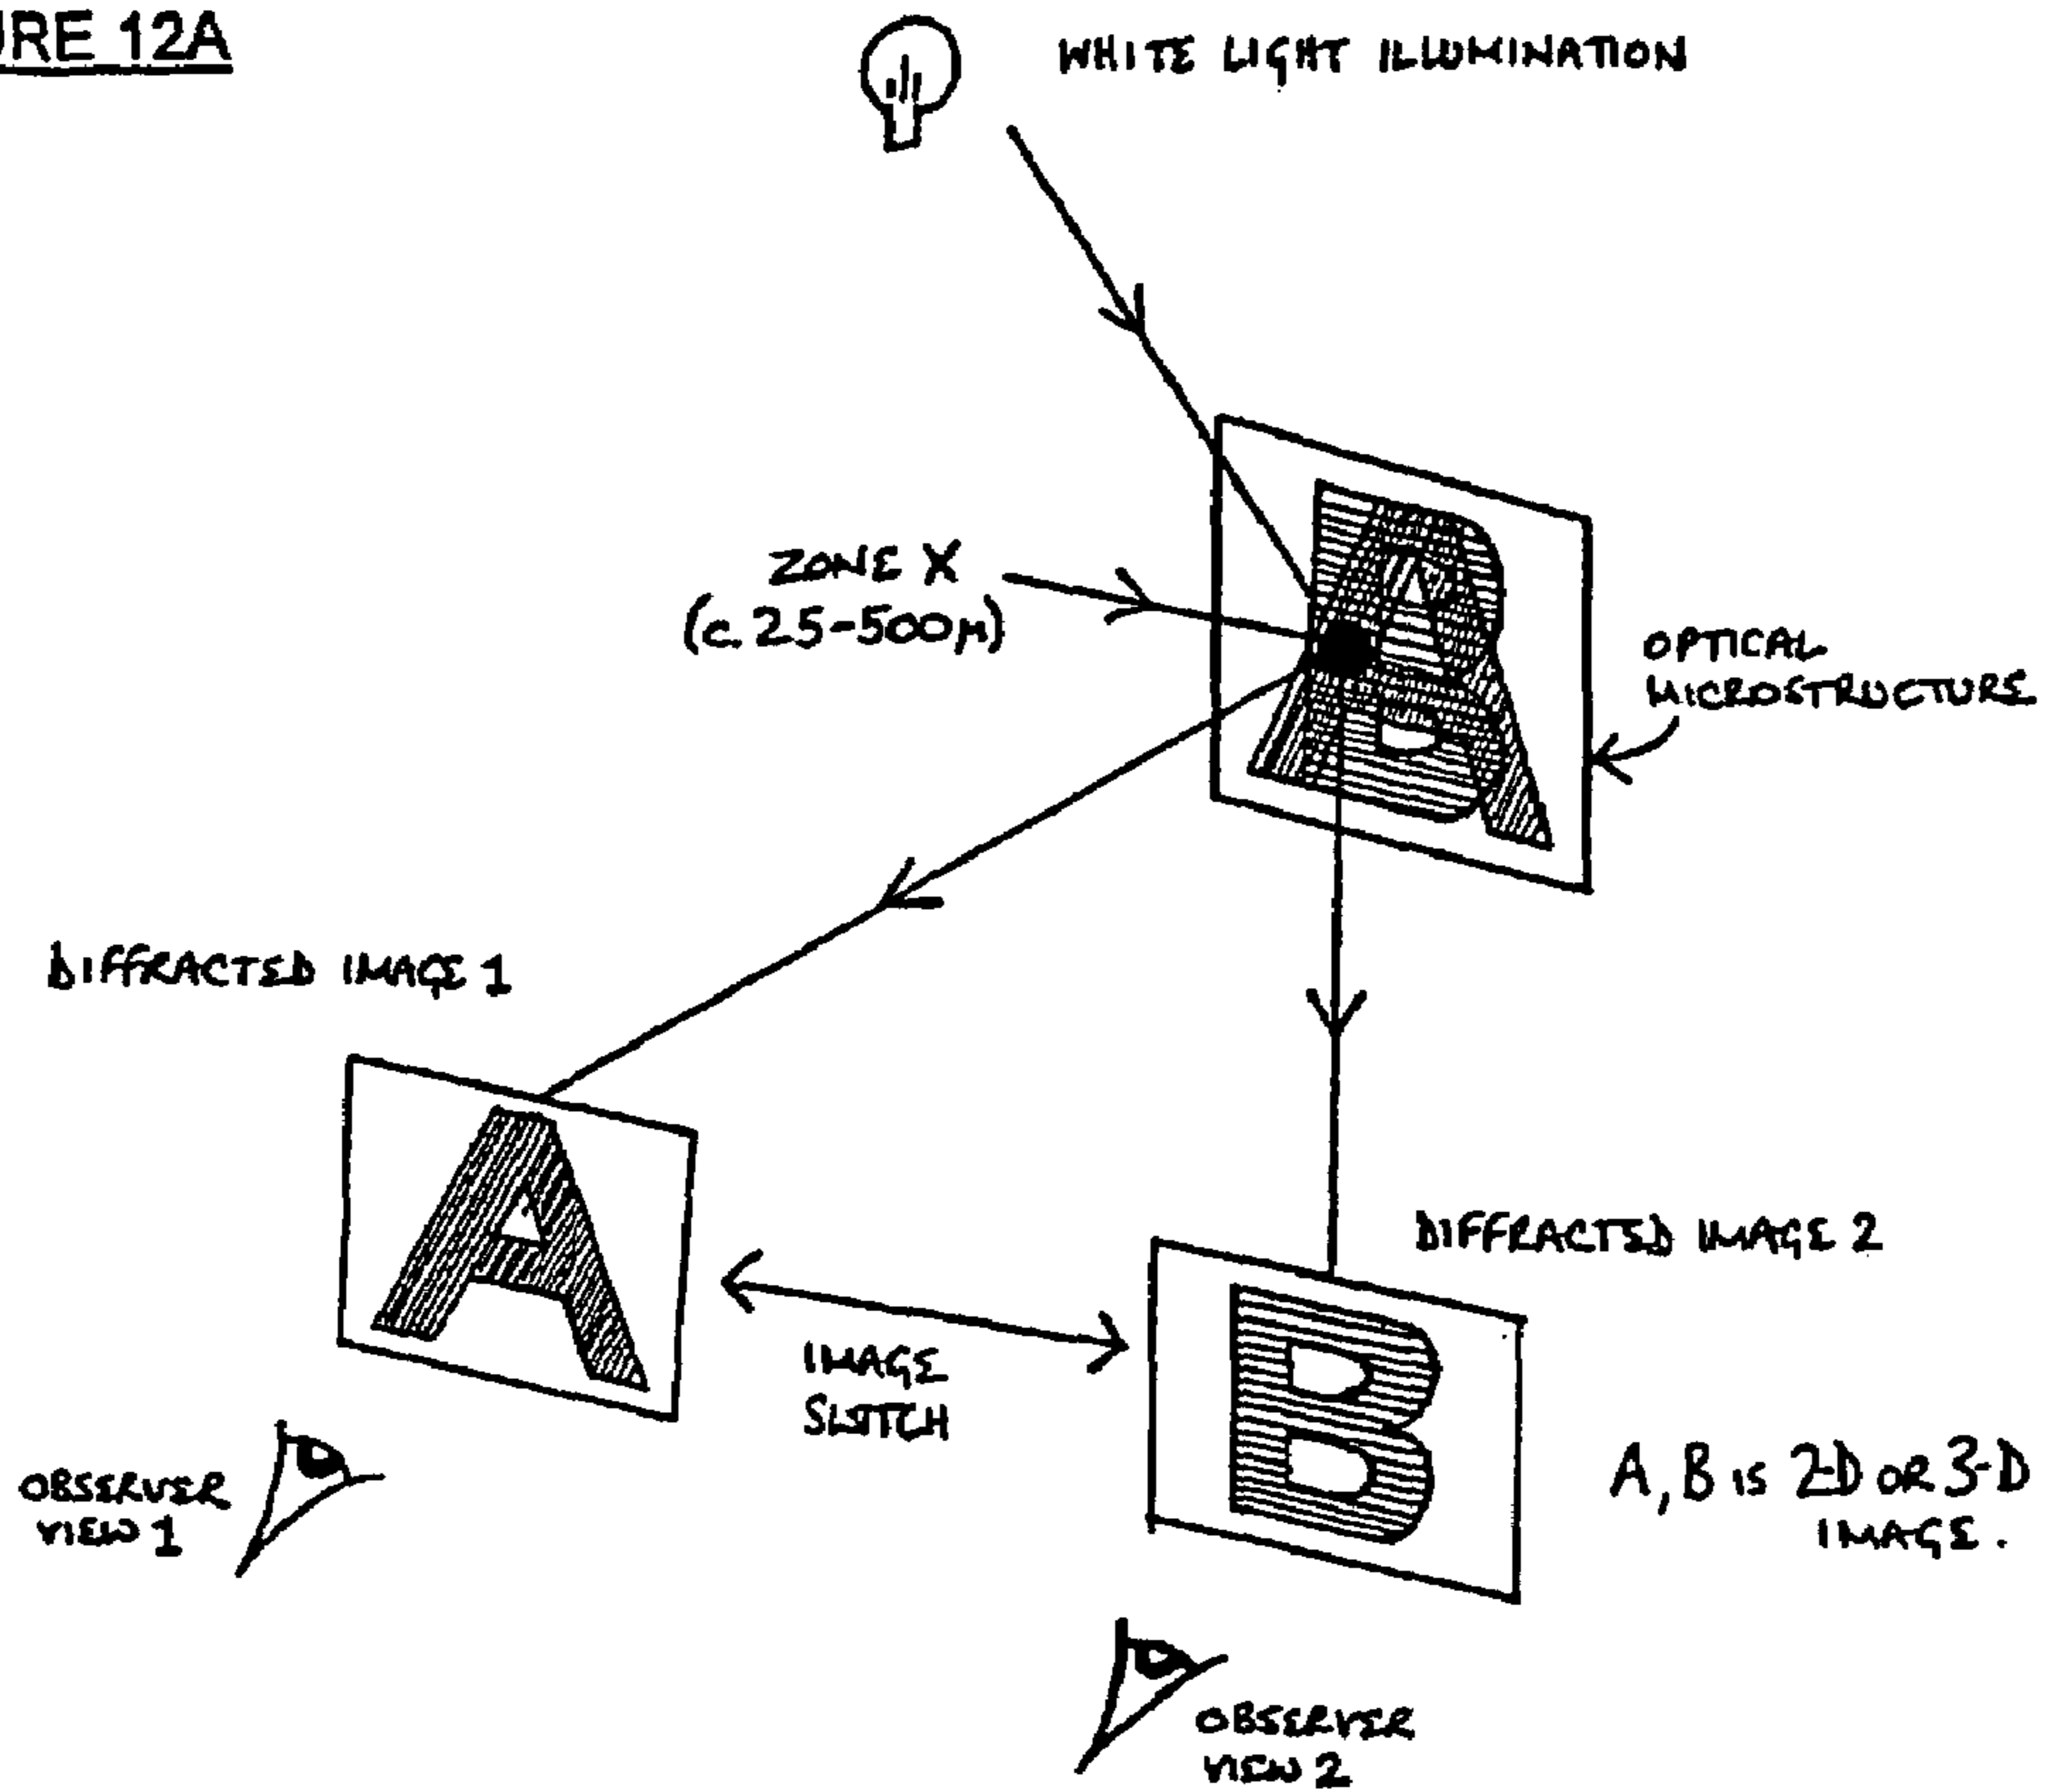 URE 12A
WHITE LIGHT ILLUMINATION
ZONE X
(c. 25-500μ)
OPTICAL
MICROSTRUCTURE
DIFFRACTED IMAGE 1
DIFFRACTED IMAGE 2
IMAGE
SWITCH
OBSERVER
VIEW 1
A, B IS 2-D OR 3-D
IMAGE.
OBSERVER
VIEW 2